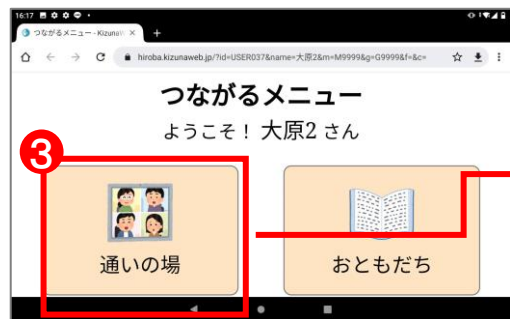 16:17
つながるメニュー - Kizuna
hiroba.kizunaweb.jp/?id=USER037&name=大原2&m=M9999&g=G9999&f=&c=
つながるメニュー
ようこそ! 大原2 さん
3
通いの場
おともだち